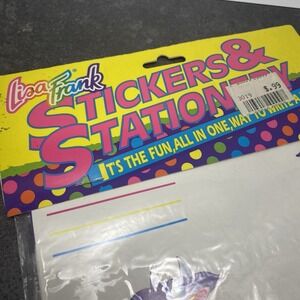 Lisa Frank
STICKERS &
STATIONERY
IT'S THE FUN, ALL IN ONE, WAY TO WRITE!
$.95